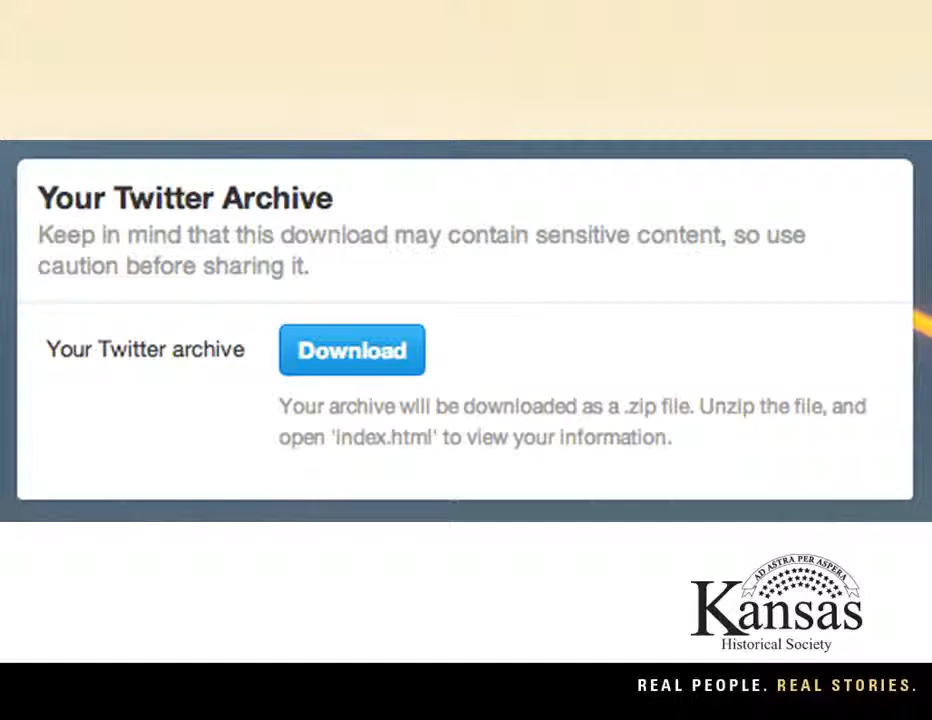 Your Twitter Archive
Keep in mind that this download may contain sensitive content, so use
caution before sharing it.
Your Twitter archive
Download
Your archive will be downloaded as a .zip file. Unzip the file, and
open 'index.html' to view your information.
AD ASTRA PER ASPERA
Kansas
Historical Society
REAL PEOPLE. REAL STORIES.